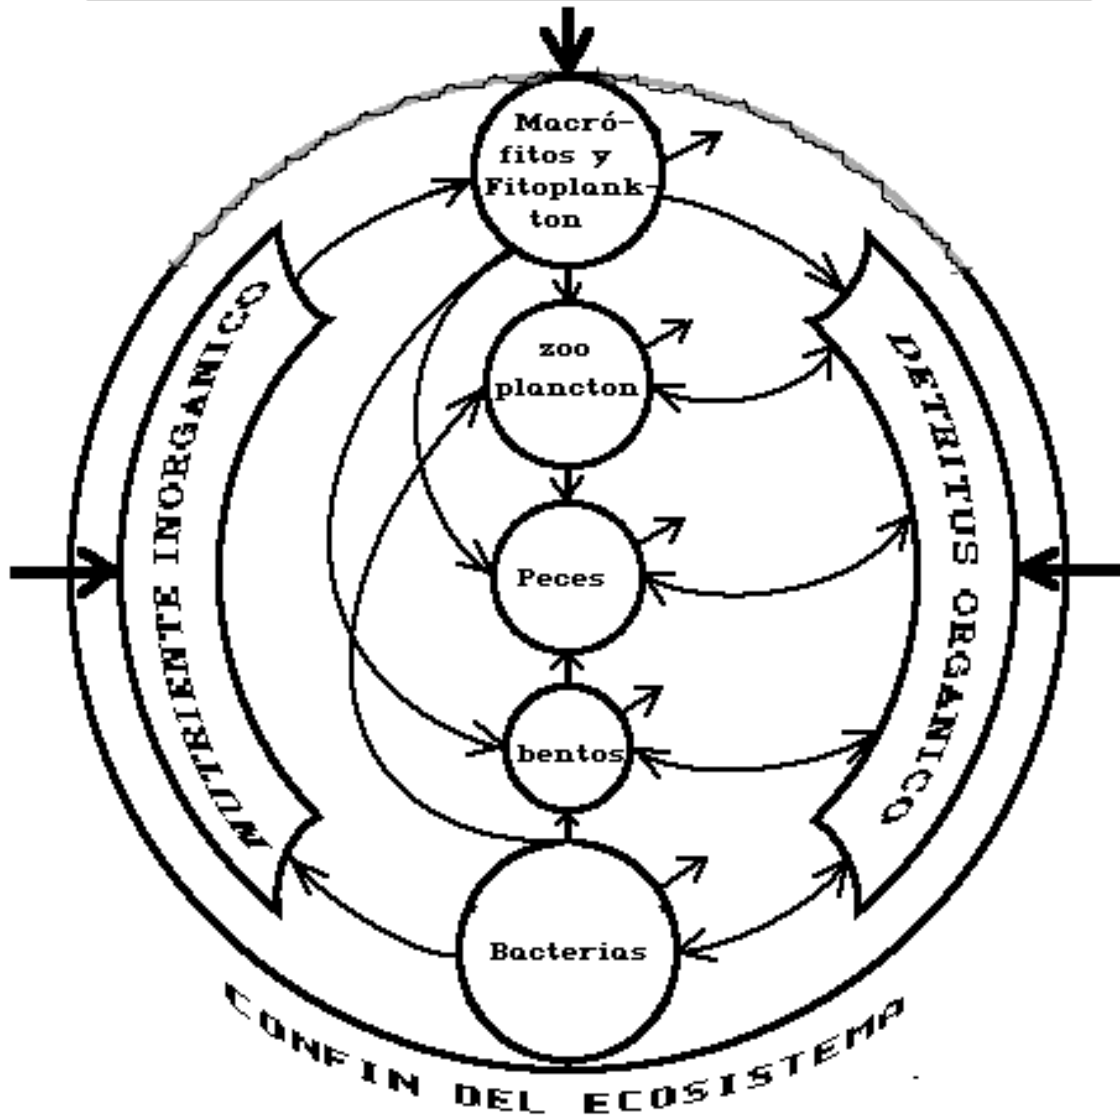 Macró-
fitos y
Fitoplank-
ton
zoo
plancton
Peces
bentos
Bacterias
NUTRIENTE INORGANICO
DETRITUS ORGANICO
CONFIN DEL ECOSISTEMA